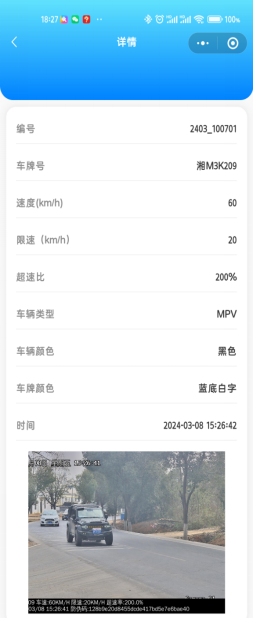 18:27
100%
详情
编号 2403_100701
车牌号 湘M3K209
速度(km/h) 60
限速（km/h） 20
超速比 200%
车辆类型 MPV
车辆颜色 黑色
车牌颜色 蓝底白字
时间 2024-03-08 15:26:42
09 车速:60KM/H 限速:20KM/H 超速率:200.0%
03/08 15:26:41 防伪码:128b9e20d8455dcde417bd5e7e6bae40